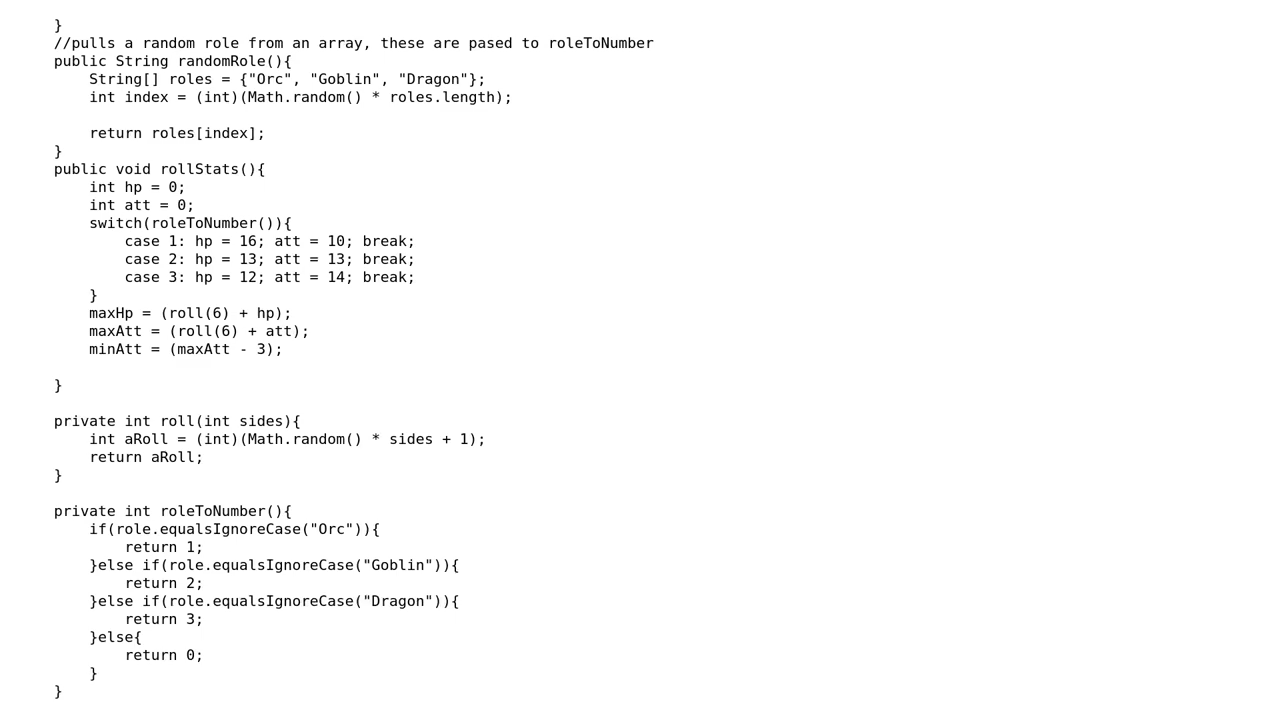 }
//pulls a random role from an array, these are pased to roleToNumber
public String randomRole(){
    String[] roles = {"Orc", "Goblin", "Dragon"};
    int index = (int)(Math.random() * roles.length);

    return roles[index];
}
public void rollStats(){
    int hp = 0;
    int att = 0;
    switch(roleToNumber()){
        case 1: hp = 16; att = 10; break;
        case 2: hp = 13; att = 13; break;
        case 3: hp = 12; att = 14; break;
    }
    maxHp = (roll(6) + hp);
    maxAtt = (roll(6) + att);
    minAtt = (maxAtt - 3);

}

private int roll(int sides){
    int aRoll = (int)(Math.random() * sides + 1);
    return aRoll;
}

private int roleToNumber(){
    if(role.equalsIgnoreCase("Orc")){
        return 1;
    }else if(role.equalsIgnoreCase("Goblin")){
        return 2;
    }else if(role.equalsIgnoreCase("Dragon")){
        return 3;
    }else{
        return 0;
    }
}